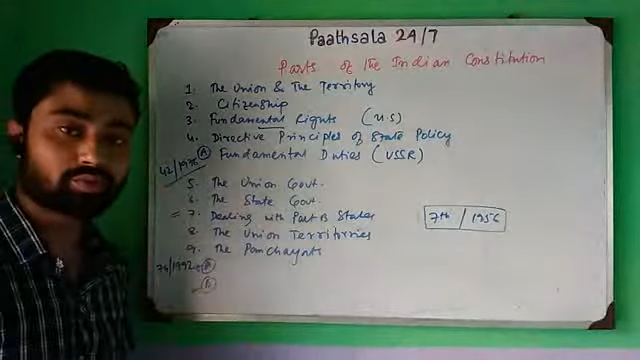 Paathsala 24/7
Parts of the Indian Constitution
1. The Union & The Territory
2. Citizenship
3. Fundamental Rights (U.S)
4. Directive Principles of State Policy
42/1976 A Fundamental Duties (USSR)
5. The Union Govt.
6. The State Govt.
= 7. Dealing with Part B States 7th / 1956
8. The Union Territories
9. The Panchayats
74/1992 A
B